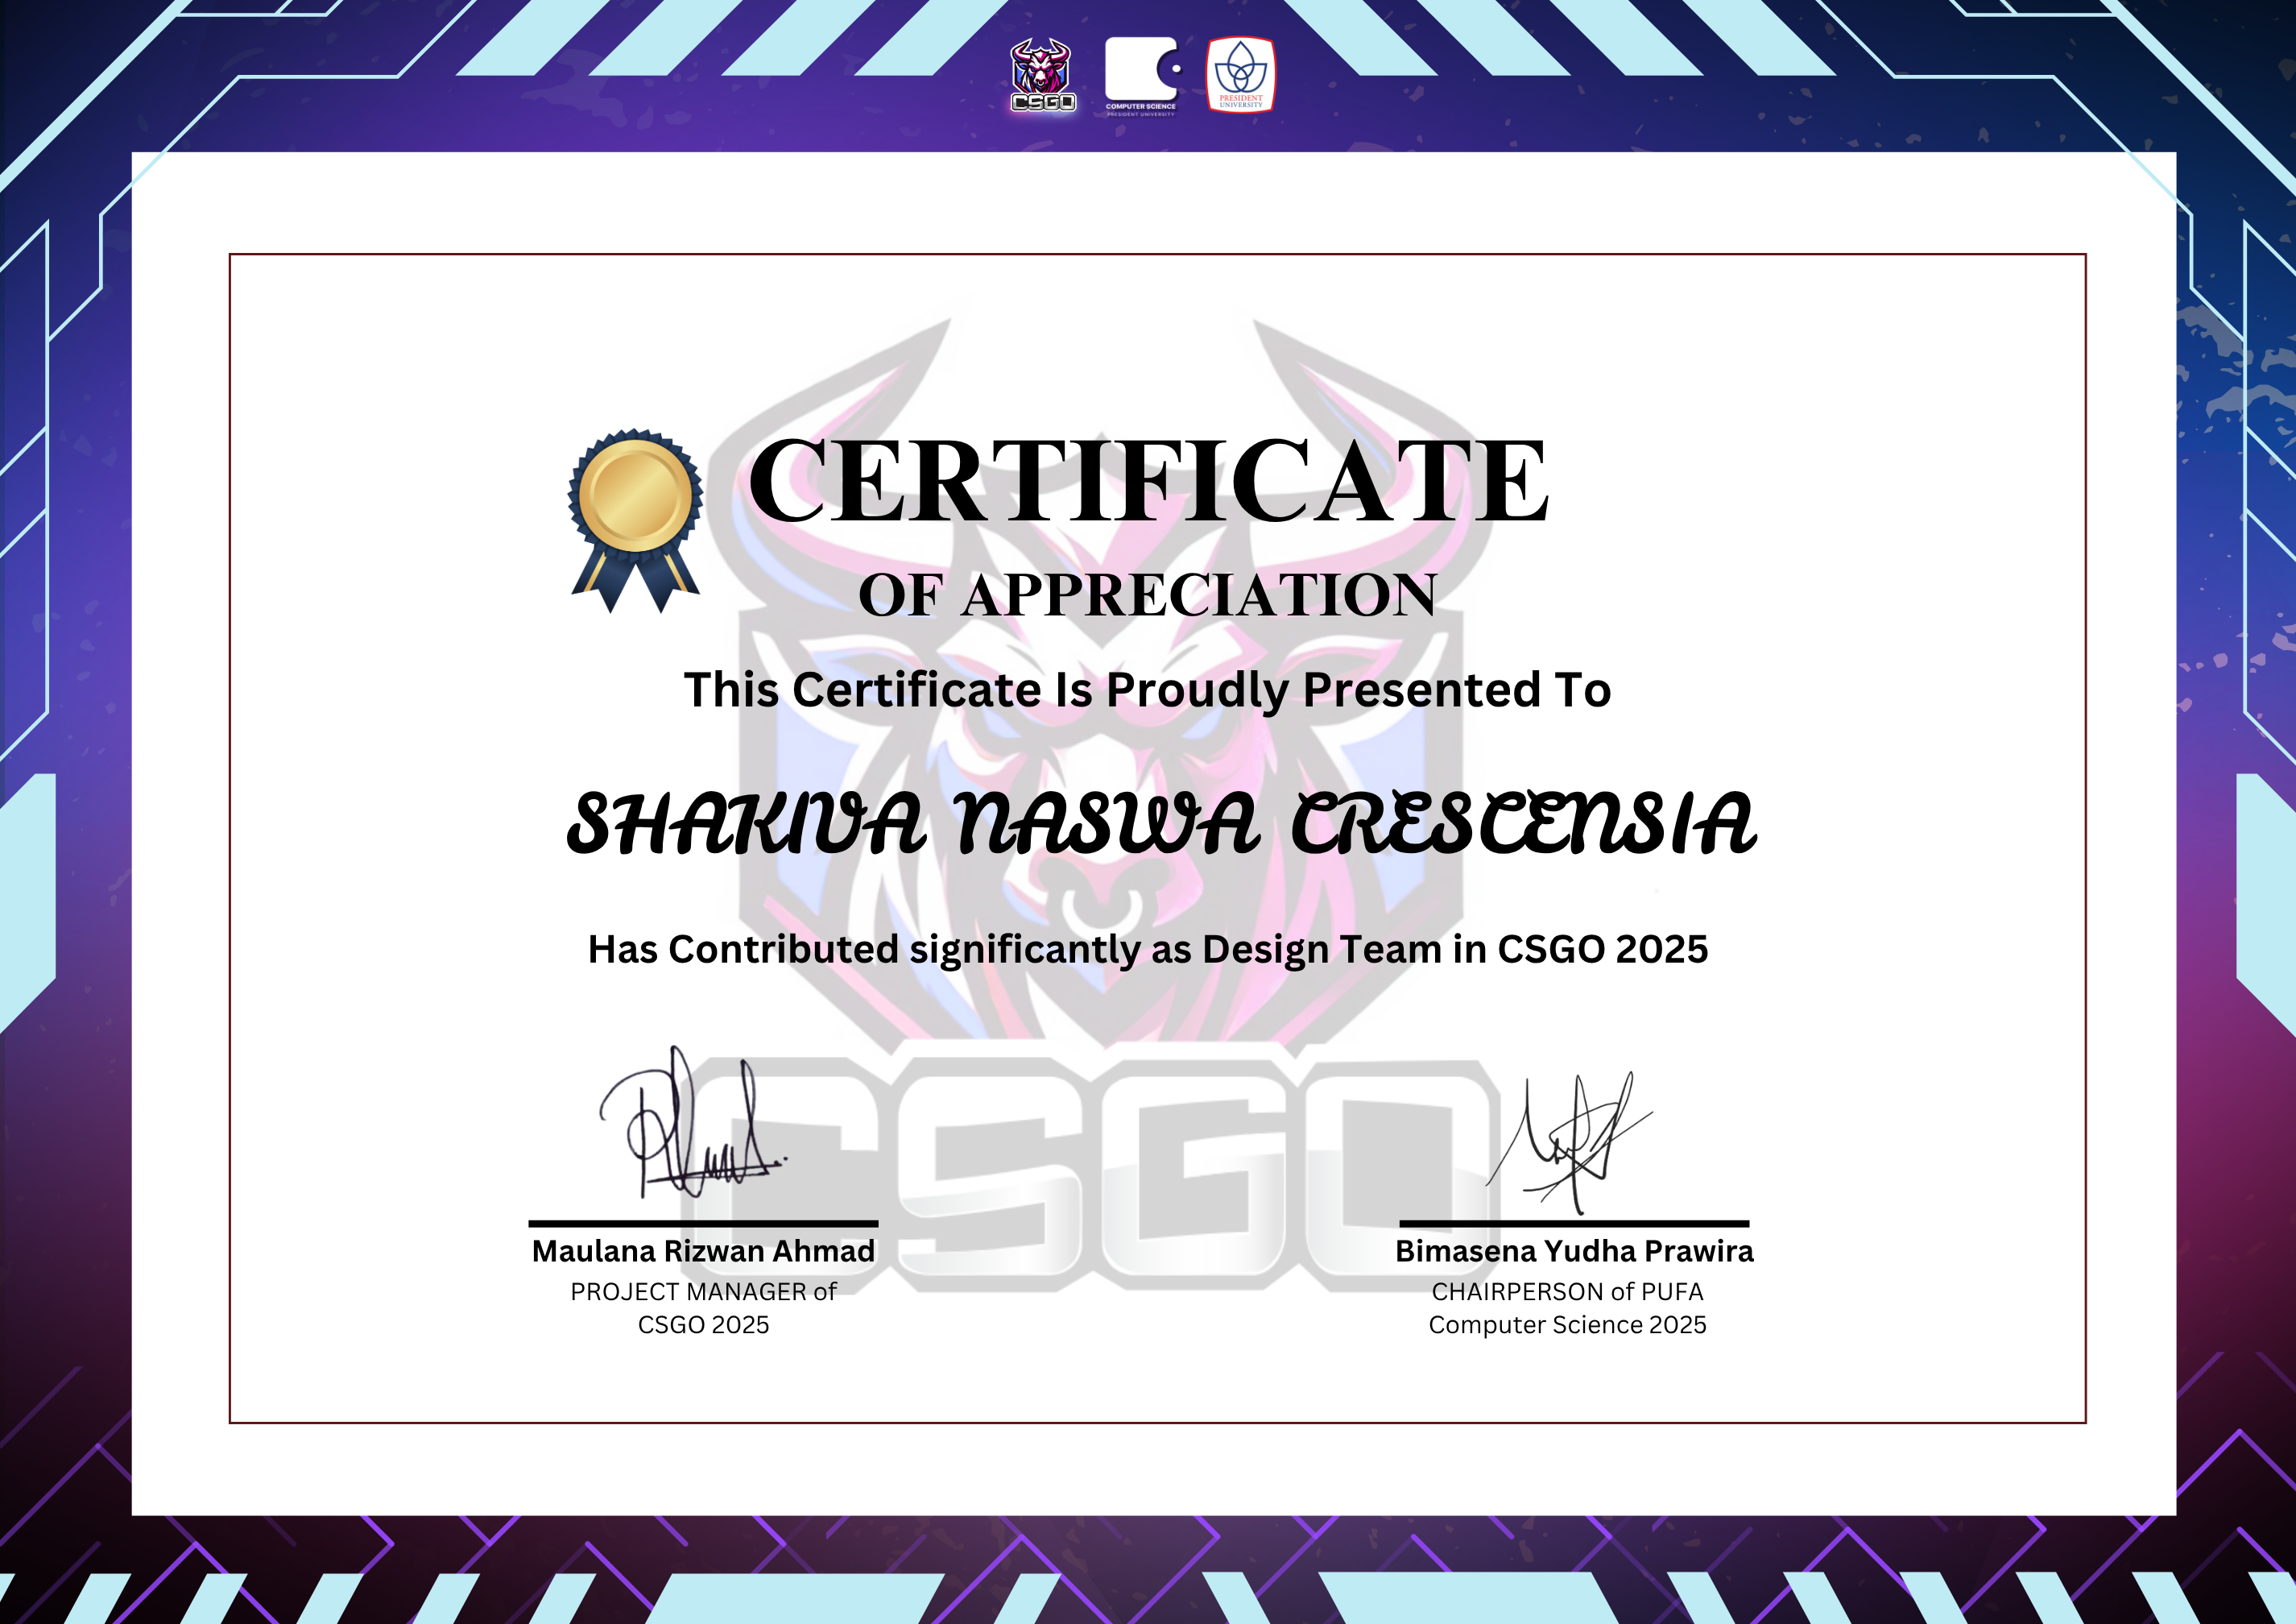 CSGO
COMPUTER SCIENCE
PRESIDENT UNIVERSITY
PRESIDENT
UNIVERSITY
CERTIFICATE
OF APPRECIATION
This Certificate Is Proudly Presented To
SHAKIVA NASWA CRESCENSIA
Has Contributed significantly as Design Team in CSGO 2025
CSGO
Maulana Rizwan Ahmad
PROJECT MANAGER of
CSGO 2025
Bimasena Yudha Prawira
CHAIRPERSON of PUFA
Computer Science 2025